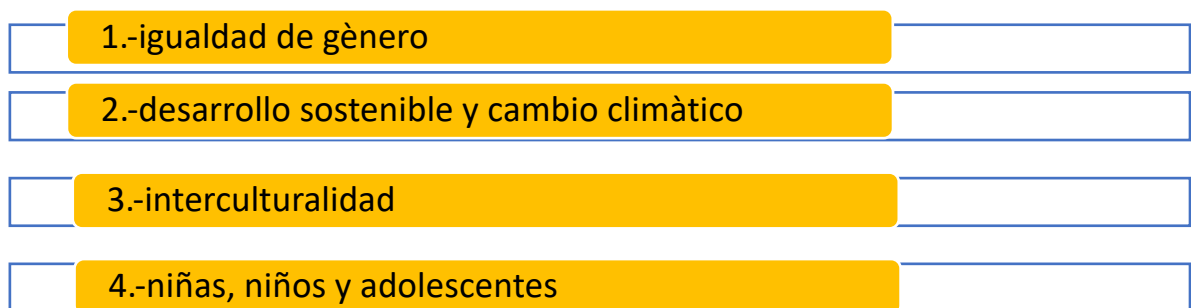 1.-igualdad de gènero
2.-desarrollo sostenible y cambio climàtico
3.-interculturalidad
4.-niñas, niños y adolescentes